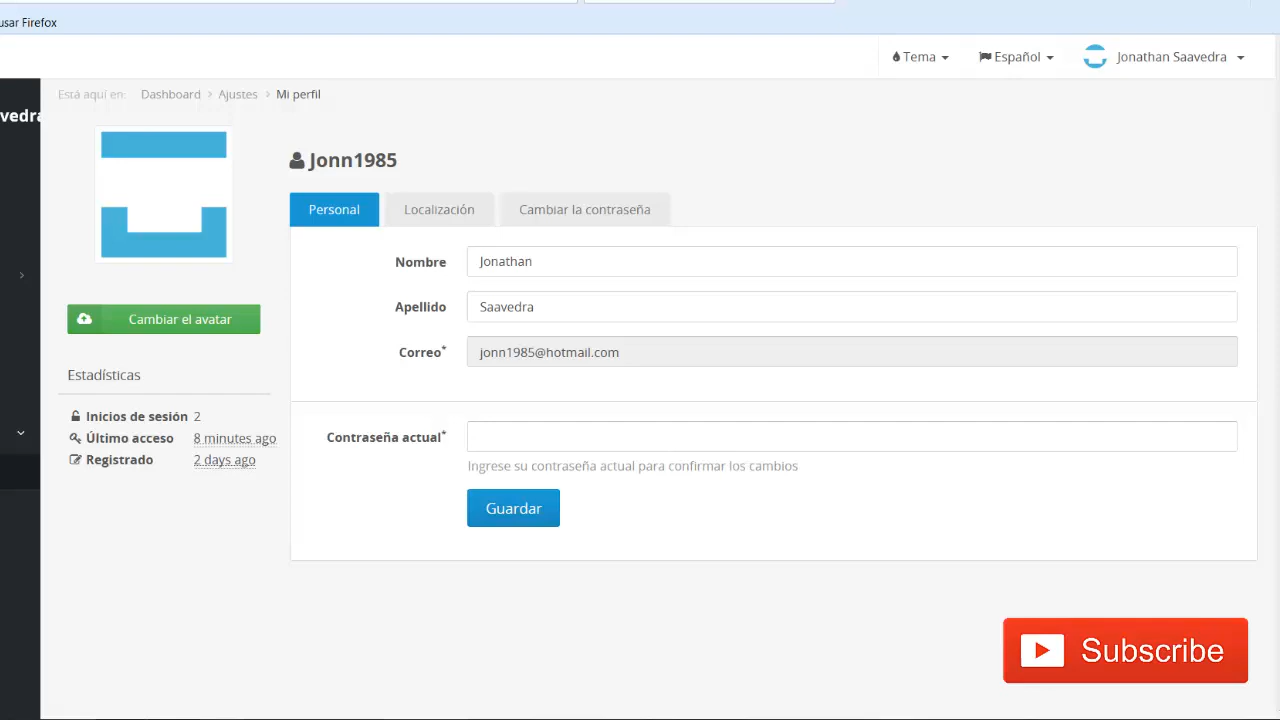 usar Firefox
Tema
Español
Jonathan Saavedra
vedra
Está aquí en: Dashboard > Ajustes > Mi perfil
Jonn1985
Personal
Localización
Cambiar la contraseña
Nombre
Jonathan
Apellido
Saavedra
Correo*
jonn1985@hotmail.com
Cambiar el avatar
Estadísticas
Inicios de sesión 2
Último acceso 8 minutes ago
Registrado 2 days ago
Contraseña actual*
Ingrese su contraseña actual para confirmar los cambios
Guardar
Subscribe